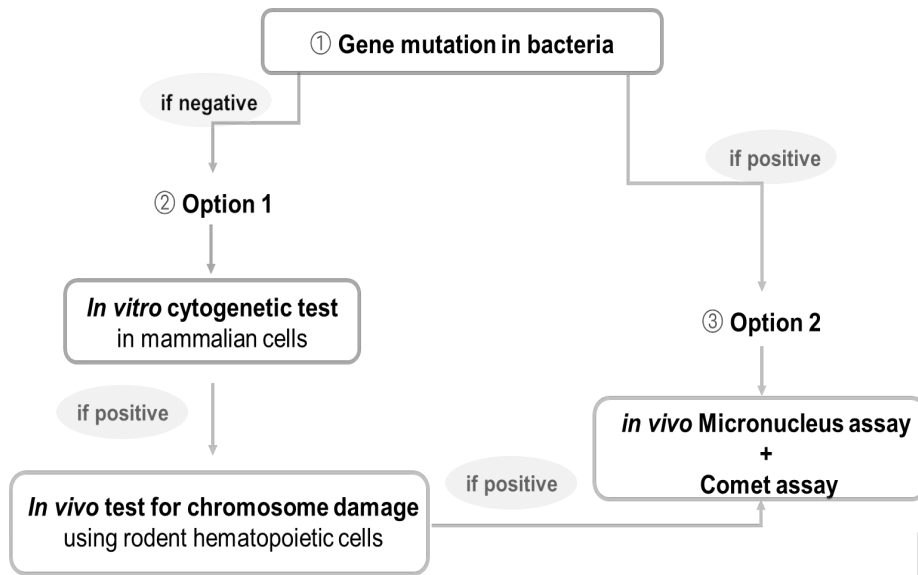 ① Gene mutation in bacteria
if negative
if positive
② Option 1
In vitro cytogenetic test
in mammalian cells
③ Option 2
if positive
in vivo Micronucleus assay
+
Comet assay
In vivo test for chromosome damage
using rodent hematopoietic cells
if positive